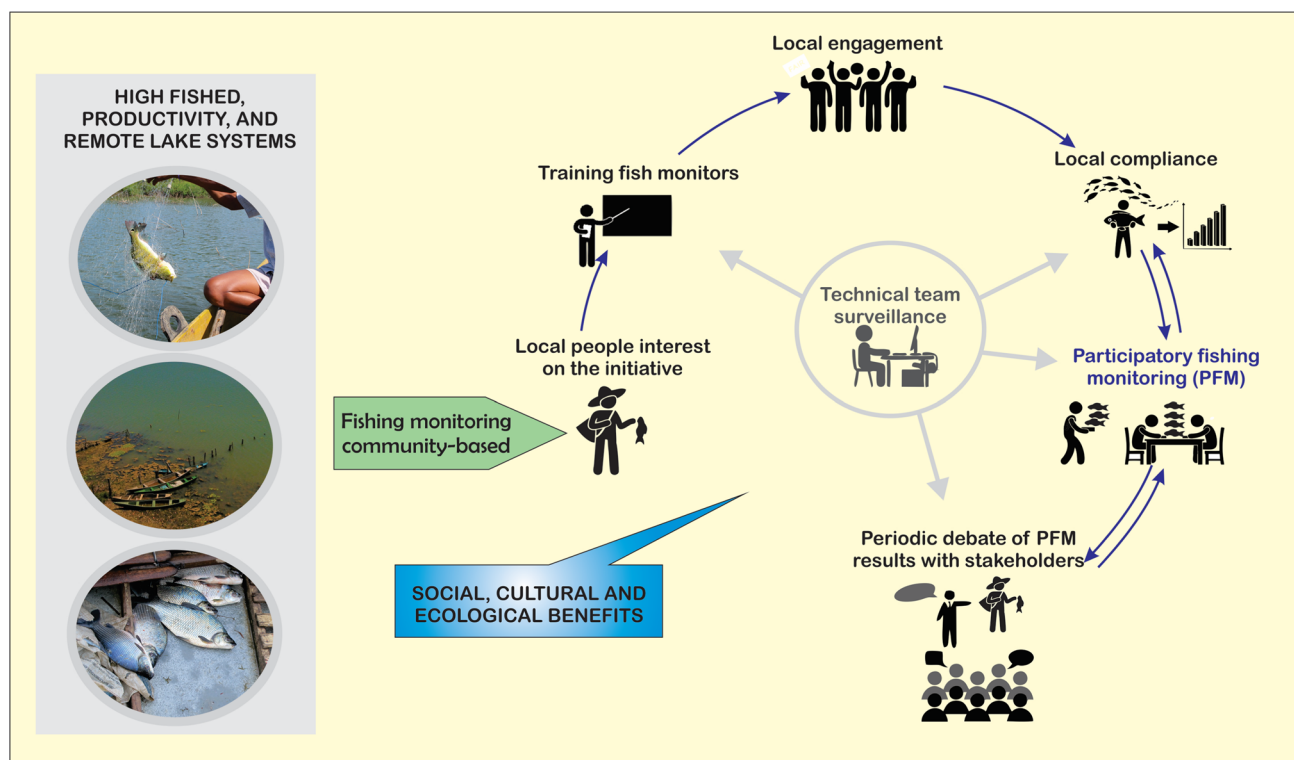 HIGH FISHED,
PRODUCTIVITY, AND
REMOTE LAKE SYSTEMS
Fishing monitoring
community-based
Local people interest
on the initiative
Training fish monitors
Local engagement
Local compliance
Technical team
surveillance
Participatory fishing
monitoring (PFM)
Periodic debate of PFM
results with stakeholders
SOCIAL, CULTURAL AND
ECOLOGICAL BENEFITS